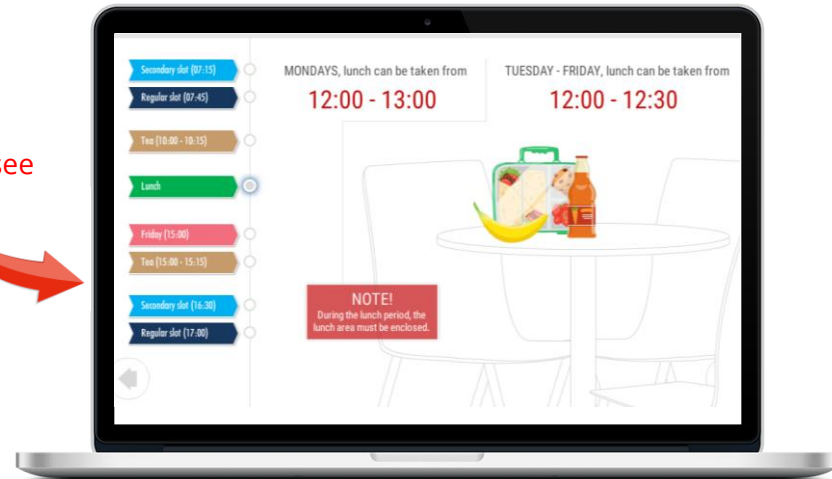 see
Secondary slot (07:15)
Regular slot (07:45)
Tea (10:00 - 10:15)
Lunch
Friday (15:00)
Tea (15:00 - 15:15)
Secondary slot (16:30)
Regular slot (17:00)
MONDAYS, lunch can be taken from
12:00 - 13:00
TUESDAY - FRIDAY, lunch can be taken from
12:00 - 12:30
NOTE!
During the lunch period, the
lunch area must be enclosed.